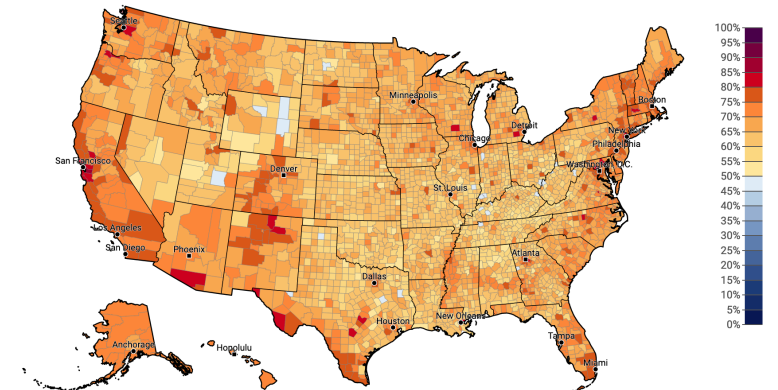 Seattle
Minneapolis
Boston
Detroit
Chicago
New York
Philadelphia
San Francisco
Denver
Washington, D.C.
St. Louis
Los Angeles
San Diego
Phoenix
Atlanta
Dallas
Houston
New Orleans
Tampa
Anchorage
Honolulu
Miami
100%
95%
90%
85%
80%
75%
70%
65%
60%
55%
50%
45%
40%
35%
30%
25%
20%
15%
10%
5%
0%